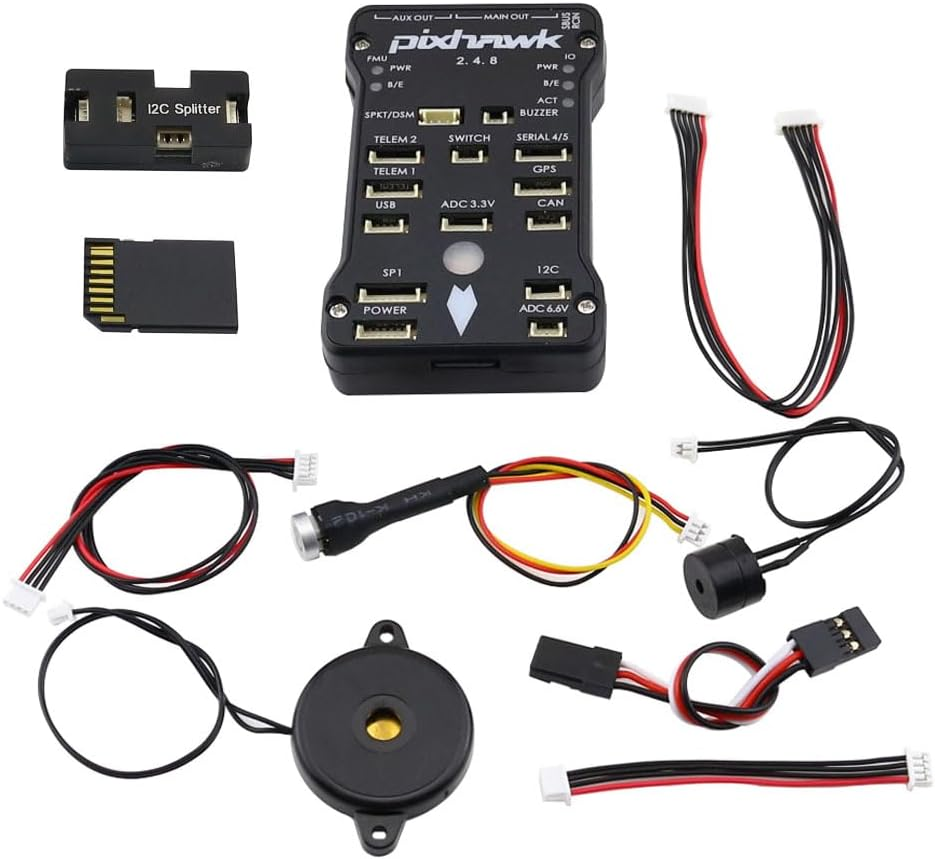 AUX OUT MAIN OUT SBUS
RCIN
pixhawk
2.4.8
FMU IO
PWR PWR
B/E B/E
ACT
SPKT/DSM BUZZER
TELEM 2 SWITCH SERIAL 4/5
TELEM 1 GPS
USB ADC 3.3V CAN
SP1 I2C
POWER ADC 6.6V
I2C Splitter